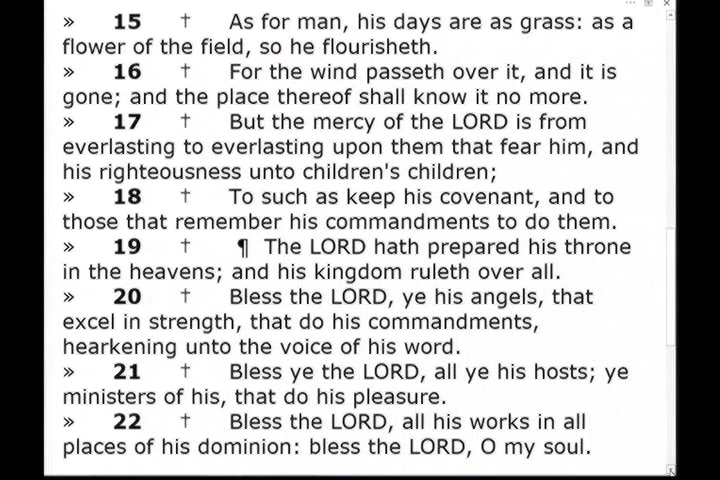 » 15 † As for man, his days are as grass: as a
flower of the field, so he flourisheth.
» 16 † For the wind passeth over it, and it is
gone; and the place thereof shall know it no more.
» 17 † But the mercy of the LORD is from
everlasting to everlasting upon them that fear him, and
his righteousness unto children's children;
» 18 † To such as keep his covenant, and to
those that remember his commandments to do them.
» 19 † ¶ The LORD hath prepared his throne
in the heavens; and his kingdom ruleth over all.
» 20 † Bless the LORD, ye his angels, that
excel in strength, that do his commandments,
hearkening unto the voice of his word.
» 21 † Bless ye the LORD, all ye his hosts; ye
ministers of his, that do his pleasure.
» 22 † Bless the LORD, all his works in all
places of his dominion: bless the LORD, O my soul.